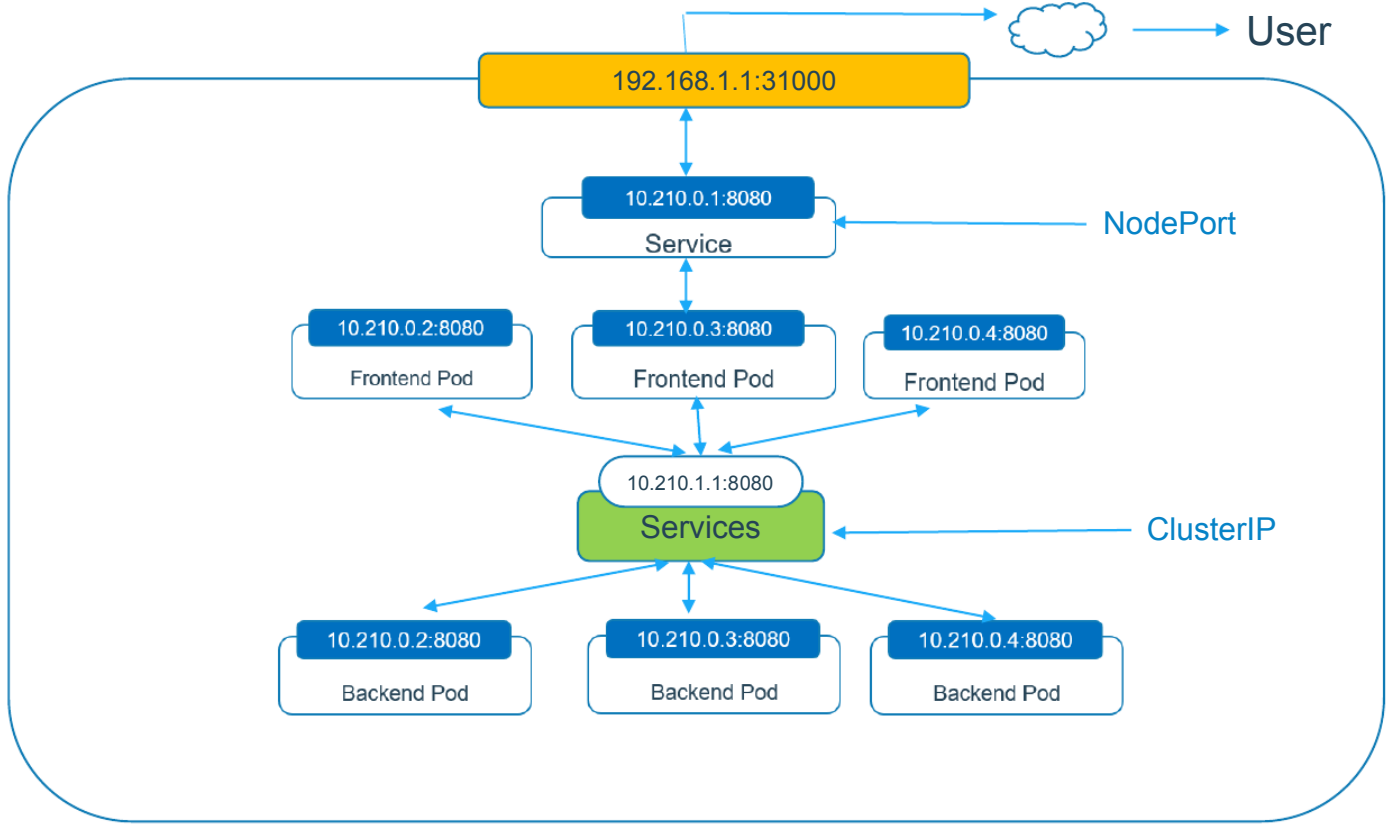 User
192.168.1.1:31000
10.210.0.1:8080
Service
NodePort
10.210.0.2:8080
Frontend Pod
10.210.0.3:8080
Frontend Pod
10.210.0.4:8080
Frontend Pod
10.210.1.1:8080
Services
ClusterIP
10.210.0.2:8080
Backend Pod
10.210.0.3:8080
Backend Pod
10.210.0.4:8080
Backend Pod